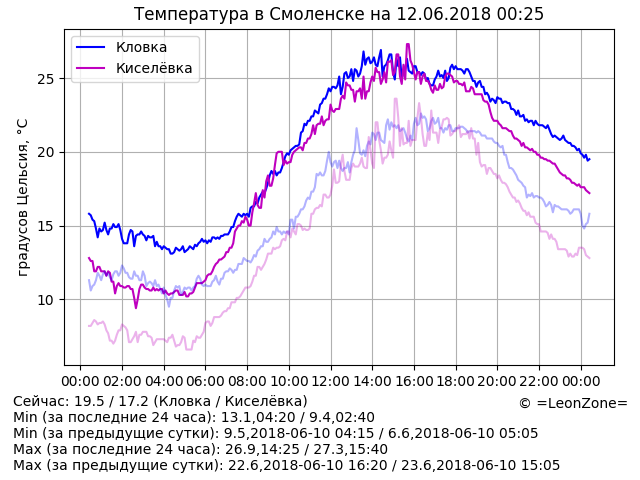 Температура в Смоленске на 12.06.2018 00:25
Кловка
Киселёвка
градусов Цельсия, °C
25
20
15
10
00:00 02:00 04:00 06:00 08:00 10:00 12:00 14:00 16:00 18:00 20:00 22:00 00:00
Сейчас: 19.5 / 17.2 (Кловка / Киселёвка)
© =LeonZone=
Min (за последние 24 часа): 13.1,04:20 / 9.4,02:40
Min (за предыдущие сутки): 9.5,2018-06-10 04:15 / 6.6,2018-06-10 05:05
Max (за последние 24 часа): 26.9,14:25 / 27.3,15:40
Max (за предыдущие сутки): 22.6,2018-06-10 16:20 / 23.6,2018-06-10 15:05